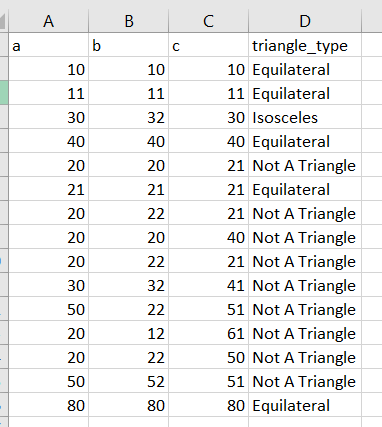 A B C D
a b c triangle_type
10 10 10 Equilateral
11 11 11 Equilateral
30 32 30 Isosceles
40 40 40 Equilateral
20 20 21 Not A Triangle
21 21 21 Equilateral
20 22 21 Not A Triangle
20 20 40 Not A Triangle
20 22 21 Not A Triangle
30 32 41 Not A Triangle
50 22 51 Not A Triangle
20 12 61 Not A Triangle
20 22 50 Not A Triangle
50 52 51 Not A Triangle
80 80 80 Equilateral